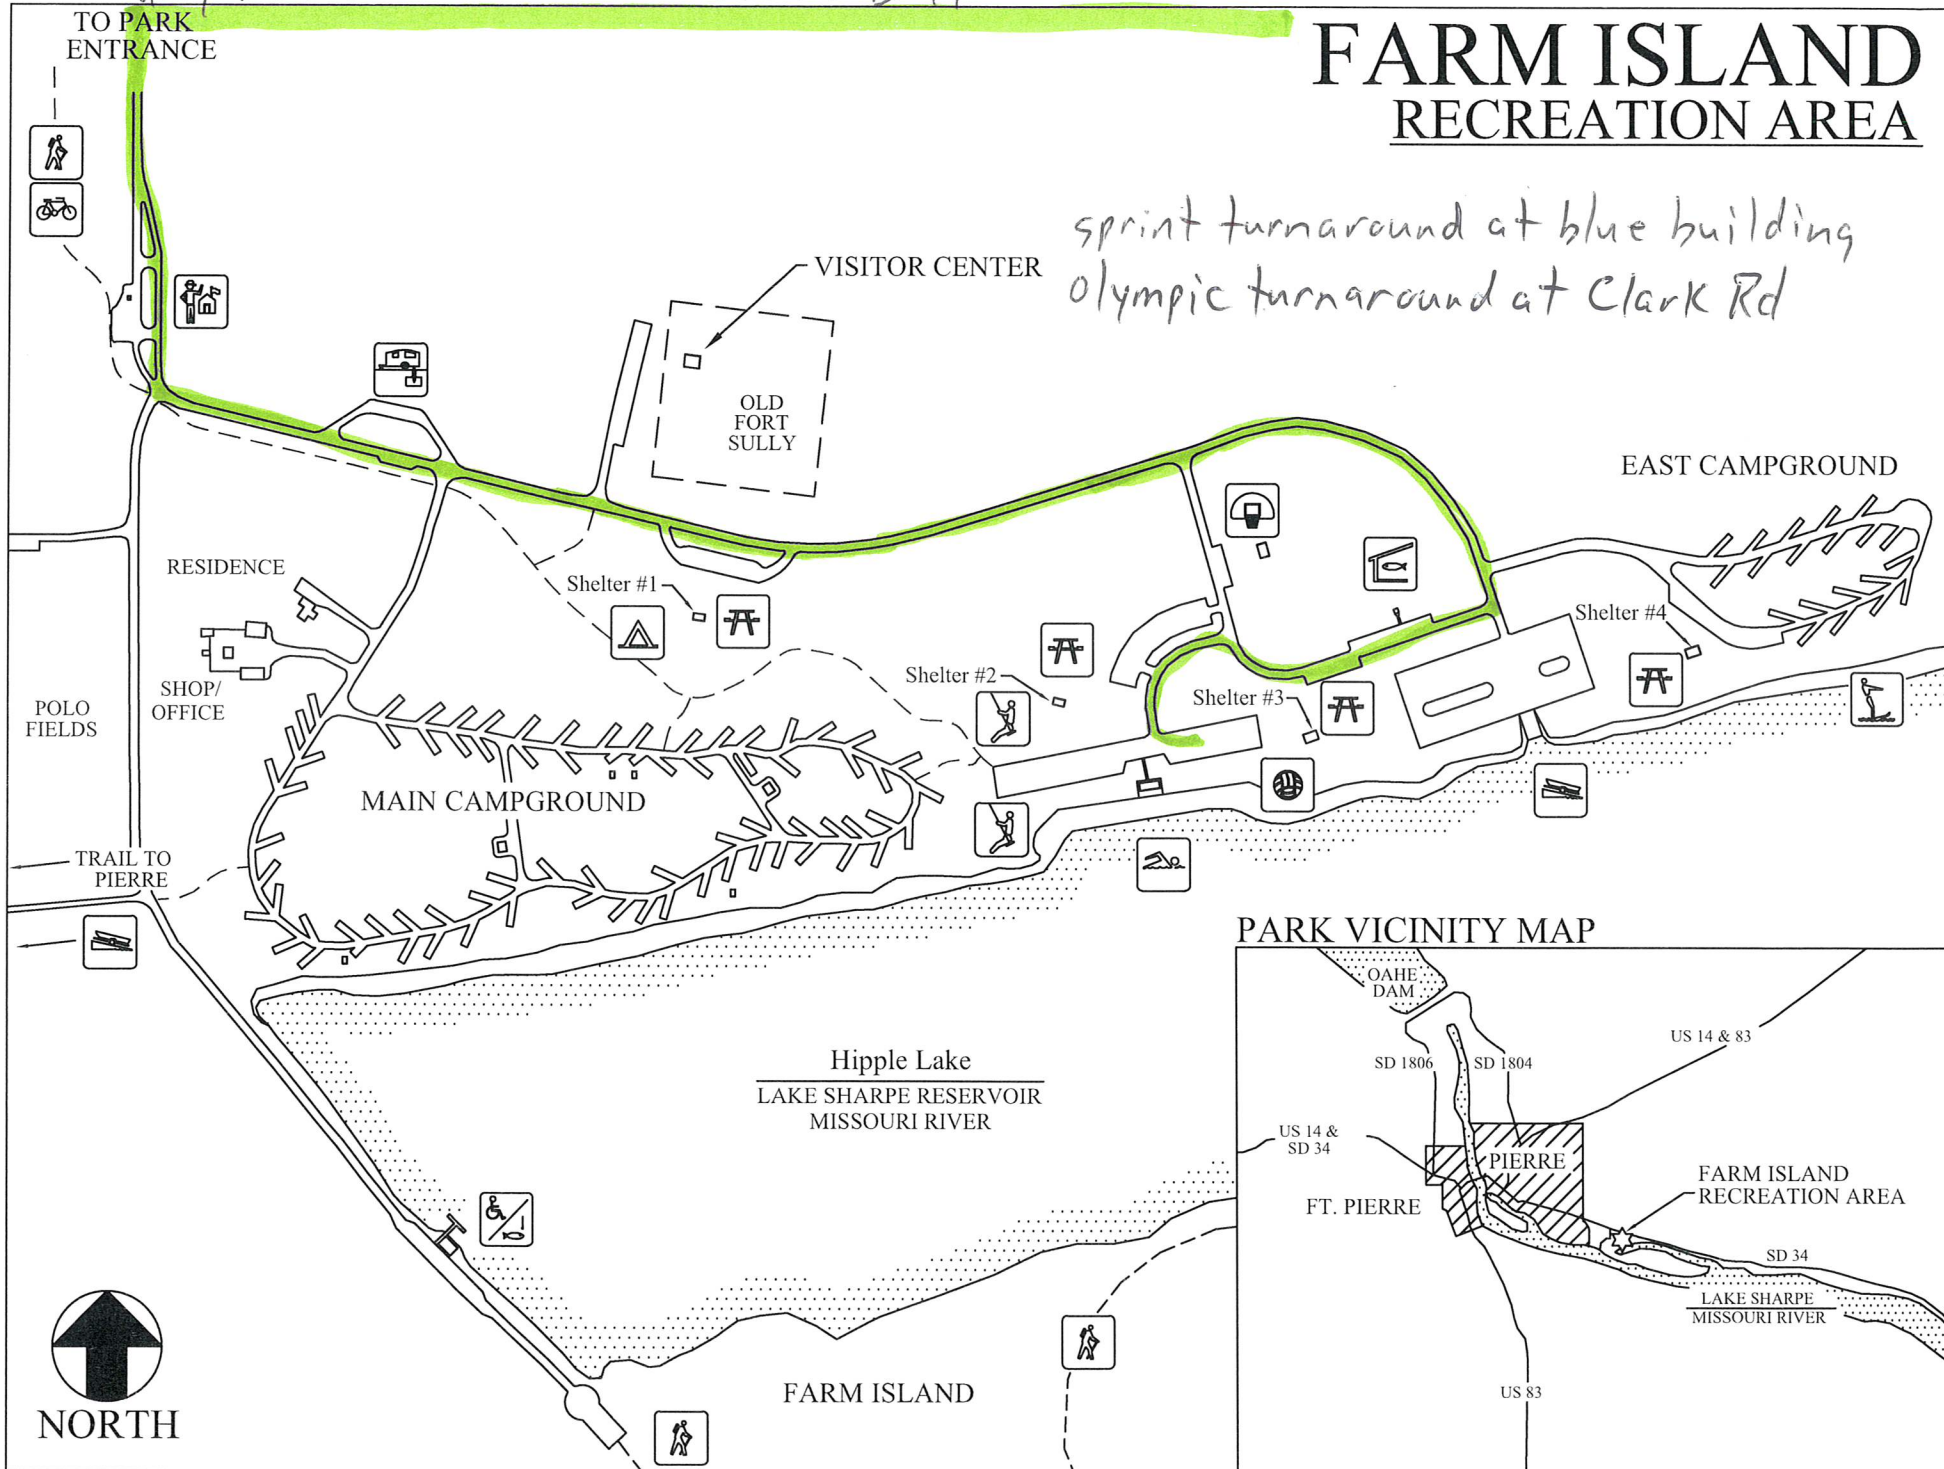 TO PARK
ENTRANCE
FARM ISLAND
RECREATION AREA
sprint turnaround at blue building
Olympic turnaround at Clark Rd
VISITOR CENTER
OLD
FORT
SULLY
EAST CAMPGROUND
RESIDENCE
Shelter #1
Shelter #4
SHOP/
OFFICE
Shelter #2
Shelter #3
POLO
FIELDS
MAIN CAMPGROUND
TRAIL TO
PIERRE
PARK VICINITY MAP
OAHE
DAM
US 14 & 83
SD 1806
SD 1804
US 14 &
SD 34
PIERRE
FT. PIERRE
FARM ISLAND
RECREATION AREA
SD 34
LAKE SHARPE
MISSOURI RIVER
US 83
Hipple Lake
LAKE SHARPE RESERVOIR
MISSOURI RIVER
FARM ISLAND
NORTH